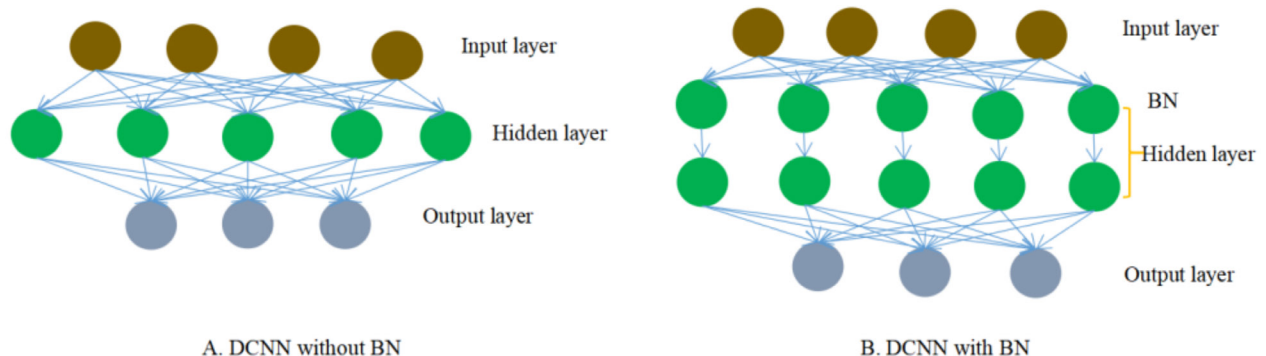 Input layer
Hidden layer
Output layer
A. DCNN without BN
Input layer
BN
Hidden layer
Output layer
B. DCNN with BN